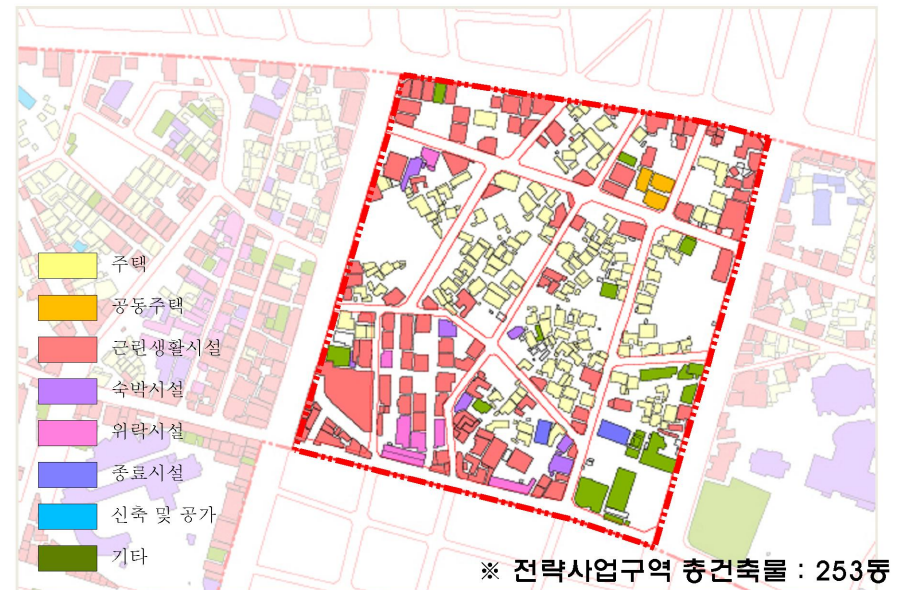 주택
공동주택
근린생활시설
숙박시설
위락시설
종료시설
신축 및 공가
기타
※ 전략사업구역 총건축물 : 253동